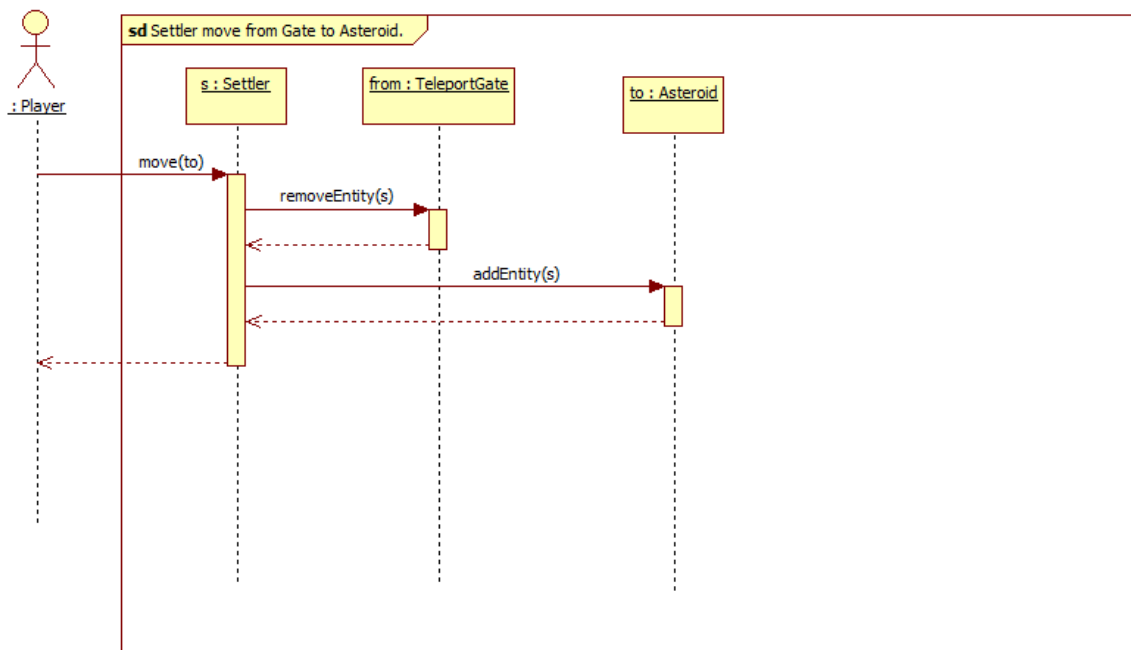 sd Settler move from Gate to Asteroid.
s : Settler
from : TeleportGate
to : Asteroid
: Player
move(to)
removeEntity(s)
addEntity(s)